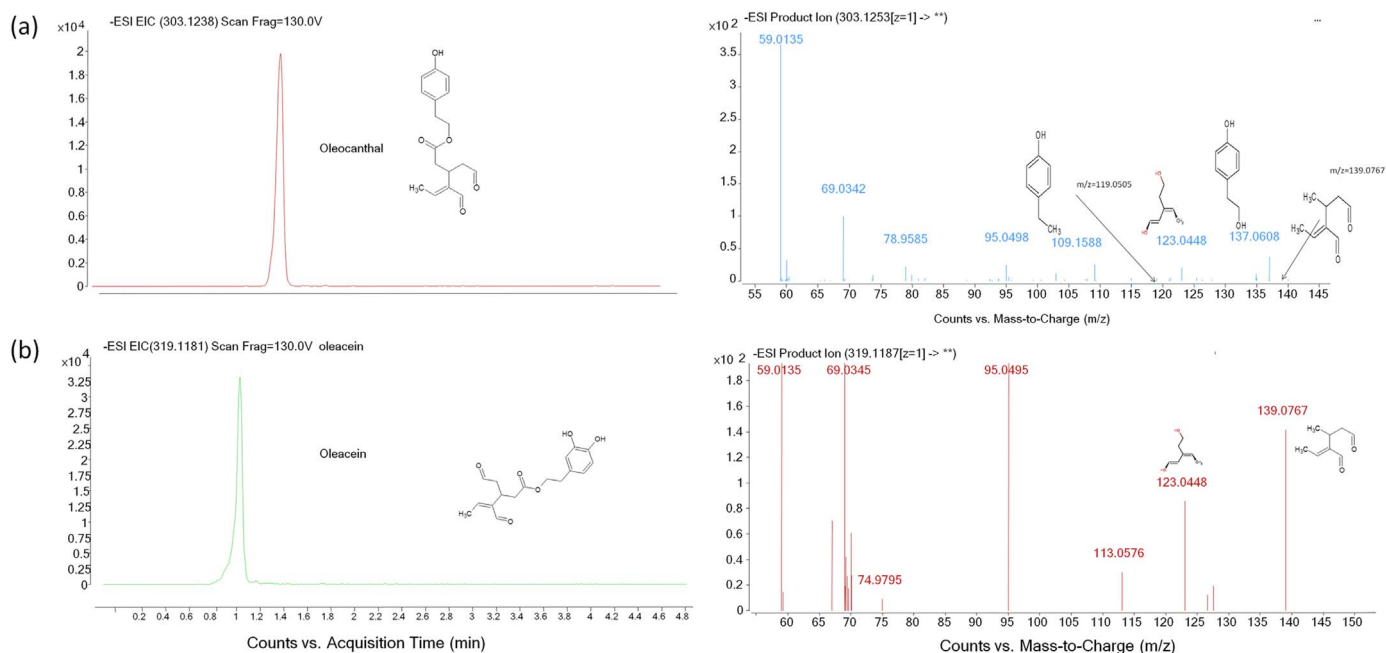 (a)
-ESI EIC (303.1238) Scan Frag=130.0V
x10 4
2
1.8
1.6
1.4
1.2
1
0.8
0.6
0.4
0.2
0
OH
O
O
Oleocanthal
H₃C
O
O
-ESI Product Ion (303.1253[z=1] -> **)
...
x10 2
59.0135
3.5
3
2.5
2
1.5
1
0.5
0
69.0342
78.9585
95.0498
109.1588
123.0448
137.0608
OH
CH₃
m/z=119.0505
HO
HO
CH₃
OH
OH
m/z=139.0767
H₃C
H₃C
O
O
55 60 65 70 75 80 85 90 95 100 105 110 115 120 125 130 135 140 145
Counts vs. Mass-to-Charge (m/z)
(b)
-ESI EIC(319.1181) Scan Frag=130.0V oleacein
x10 4
3.25
3
2.75
2.5
2.25
2
1.75
1.5
1.25
1
0.75
0.5
0.25
0
Oleacein
HO
OH
O
O
O
H₃C
O
0.2 0.4 0.6 0.8 1 1.2 1.4 1.6 1.8 2 2.2 2.4 2.6 2.8 3 3.2 3.4 3.6 3.8 4 4.2 4.4 4.6 4.8
Counts vs. Acquisition Time (min)
-ESI Product Ion (319.1187[z=1] -> **)
x10 2
1.8
1.6
1.4
1.2
1
0.8
0.6
0.4
0.2
0
59.0135
69.0345
95.0495
139.0767
123.0448
113.0576
74.9795
HO
HO
CH₃
H₃C
H₃C
O
O
60 65 70 75 80 85 90 95 100 105 110 115 120 125 130 135 140 145 150
Counts vs. Mass-to-Charge (m/z)